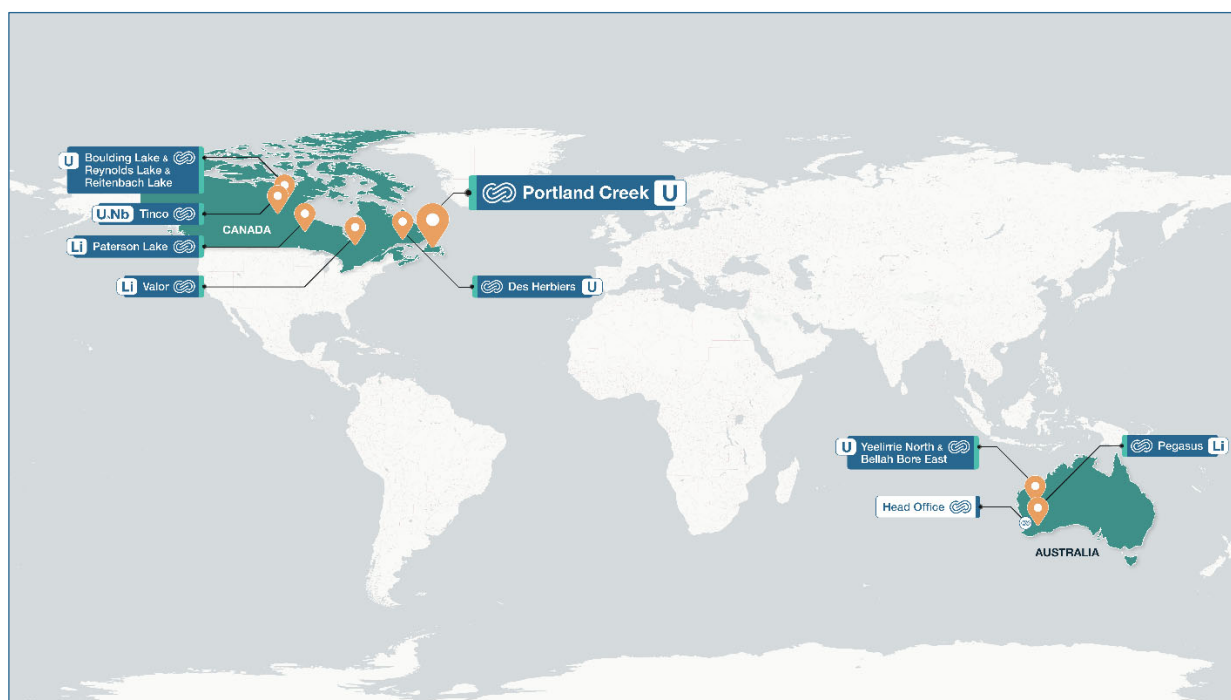 U
Boulding Lake &
Reynolds Lake &
Reitenbach Lake
U,Nb Tinco
Li Paterson Lake
Li Valor
CANADA
Portland Creek U
Des Herbiers U
U
Yeelirrie North &
Bellah Bore East
Pegasus Li
Head Office
AUSTRALIA